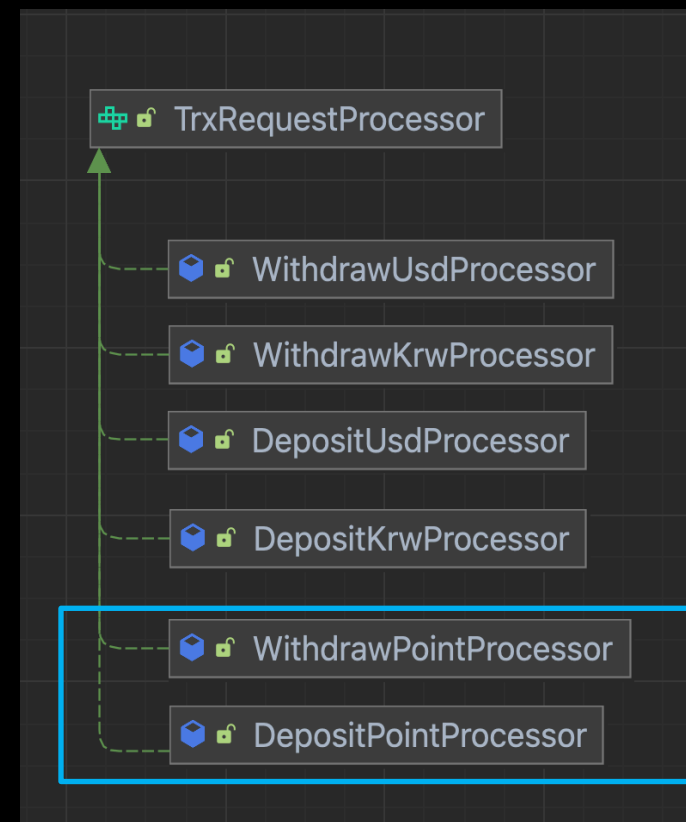 TrxRequestProcessor
WithdrawUsdProcessor
WithdrawKrwProcessor
DepositUsdProcessor
DepositKrwProcessor
WithdrawPointProcessor
DepositPointProcessor